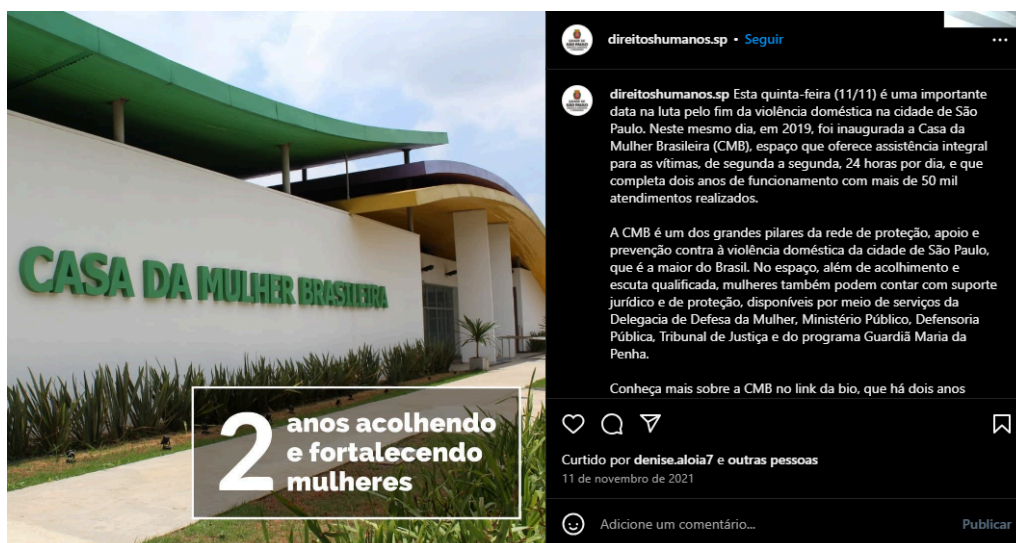 CASA DA MULHER BRASILEIRA
2
anos acolhendo
e fortalecendo
mulheres
direitoshumanos.sp • Seguir
direitoshumanos.sp Esta quinta-feira (11/11) é uma importante
data na luta pelo fim da violência doméstica na cidade de São
Paulo. Neste mesmo dia, em 2019, foi inaugurada a Casa da
Mulher Brasileira (CMB), espaço que oferece assistência integral
para as vítimas, de segunda a segunda, 24 horas por dia, e que
completa dois anos de funcionamento com mais de 50 mil
atendimentos realizados.
A CMB é um dos grandes pilares da rede de proteção, apoio e
prevenção contra à violência doméstica da cidade de São Paulo,
que é a maior do Brasil. No espaço, além de acolhimento e
escuta qualificada, mulheres também podem contar com suporte
jurídico e de proteção, disponíveis por meio de serviços da
Delegacia de Defesa da Mulher, Ministério Público, Defensoria
Pública, Tribunal de Justiça e do programa Guardiã Maria da
Penha.
Conheça mais sobre a CMB no link da bio, que há dois anos
Curtido por denise.aloia7 e outras pessoas
11 de novembro de 2021
Adicione um comentário...
Publicar